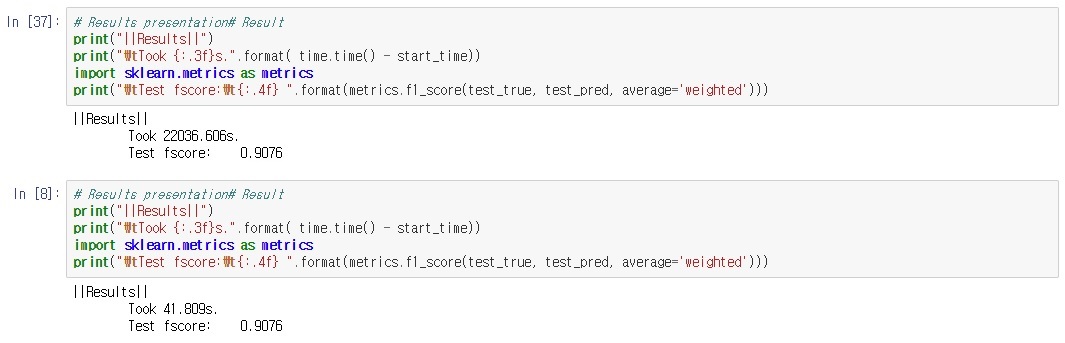 In [37]:
# Results presentation# Result
print("||Results||")
print("₩tTook {:.3f}s.".format( time.time() - start_time))
import sklearn.metrics as metrics
print("₩tTest fscore:₩t{:.4f} ".format(metrics.f1_score(test_true, test_pred, average='weighted')))
||Results||
Took 22036.606s.
Test fscore: 0.9076
In [8]:
# Results presentation# Result
print("||Results||")
print("₩tTook {:.3f}s.".format( time.time() - start_time))
import sklearn.metrics as metrics
print("₩tTest fscore:₩t{:.4f} ".format(metrics.f1_score(test_true, test_pred, average='weighted')))
||Results||
Took 41.809s.
Test fscore: 0.9076